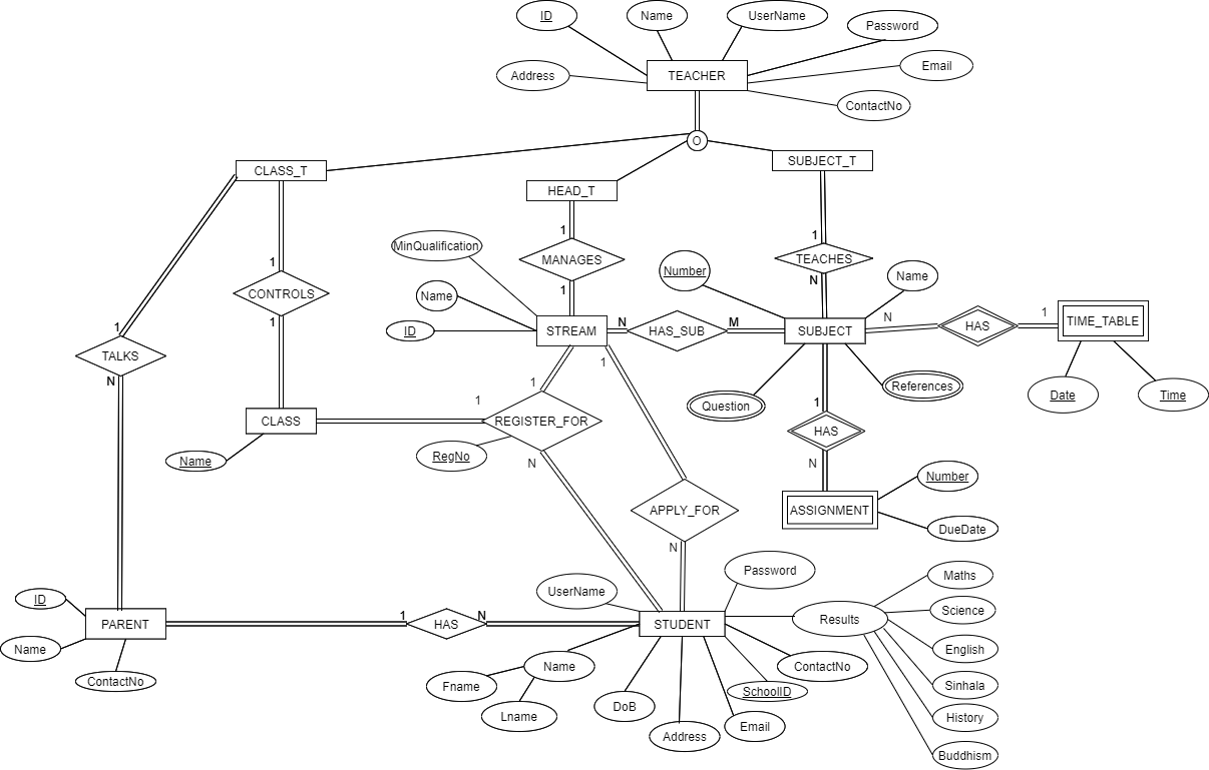 ID
Name
UserName
Password
Address
TEACHER
Email
ContactNo
O
CLASS_T
SUBJECT_T
HEAD_T
1
1
1
MinQualification
MANAGES
TEACHES
Number
Name
N
1
CONTROLS
Name
1
ID
STREAM
N
HAS_SUB
M
SUBJECT
N
HAS
1
TIME_TABLE
1
1
TALKS
N
1
1
References
Date
Time
1
Question
1
CLASS
REGISTER_FOR
HAS
Name
RegNo
N
N
Number
APPLY_FOR
ASSIGNMENT
DueDate
N
Password
Maths
UserName
ID
Science
PARENT
1
HAS
N
STUDENT
Results
Name
English
Name
ContactNo
ContactNo
Fname
SchoolID
Sinhala
DoB
Lname
History
Email
Address
Buddhism